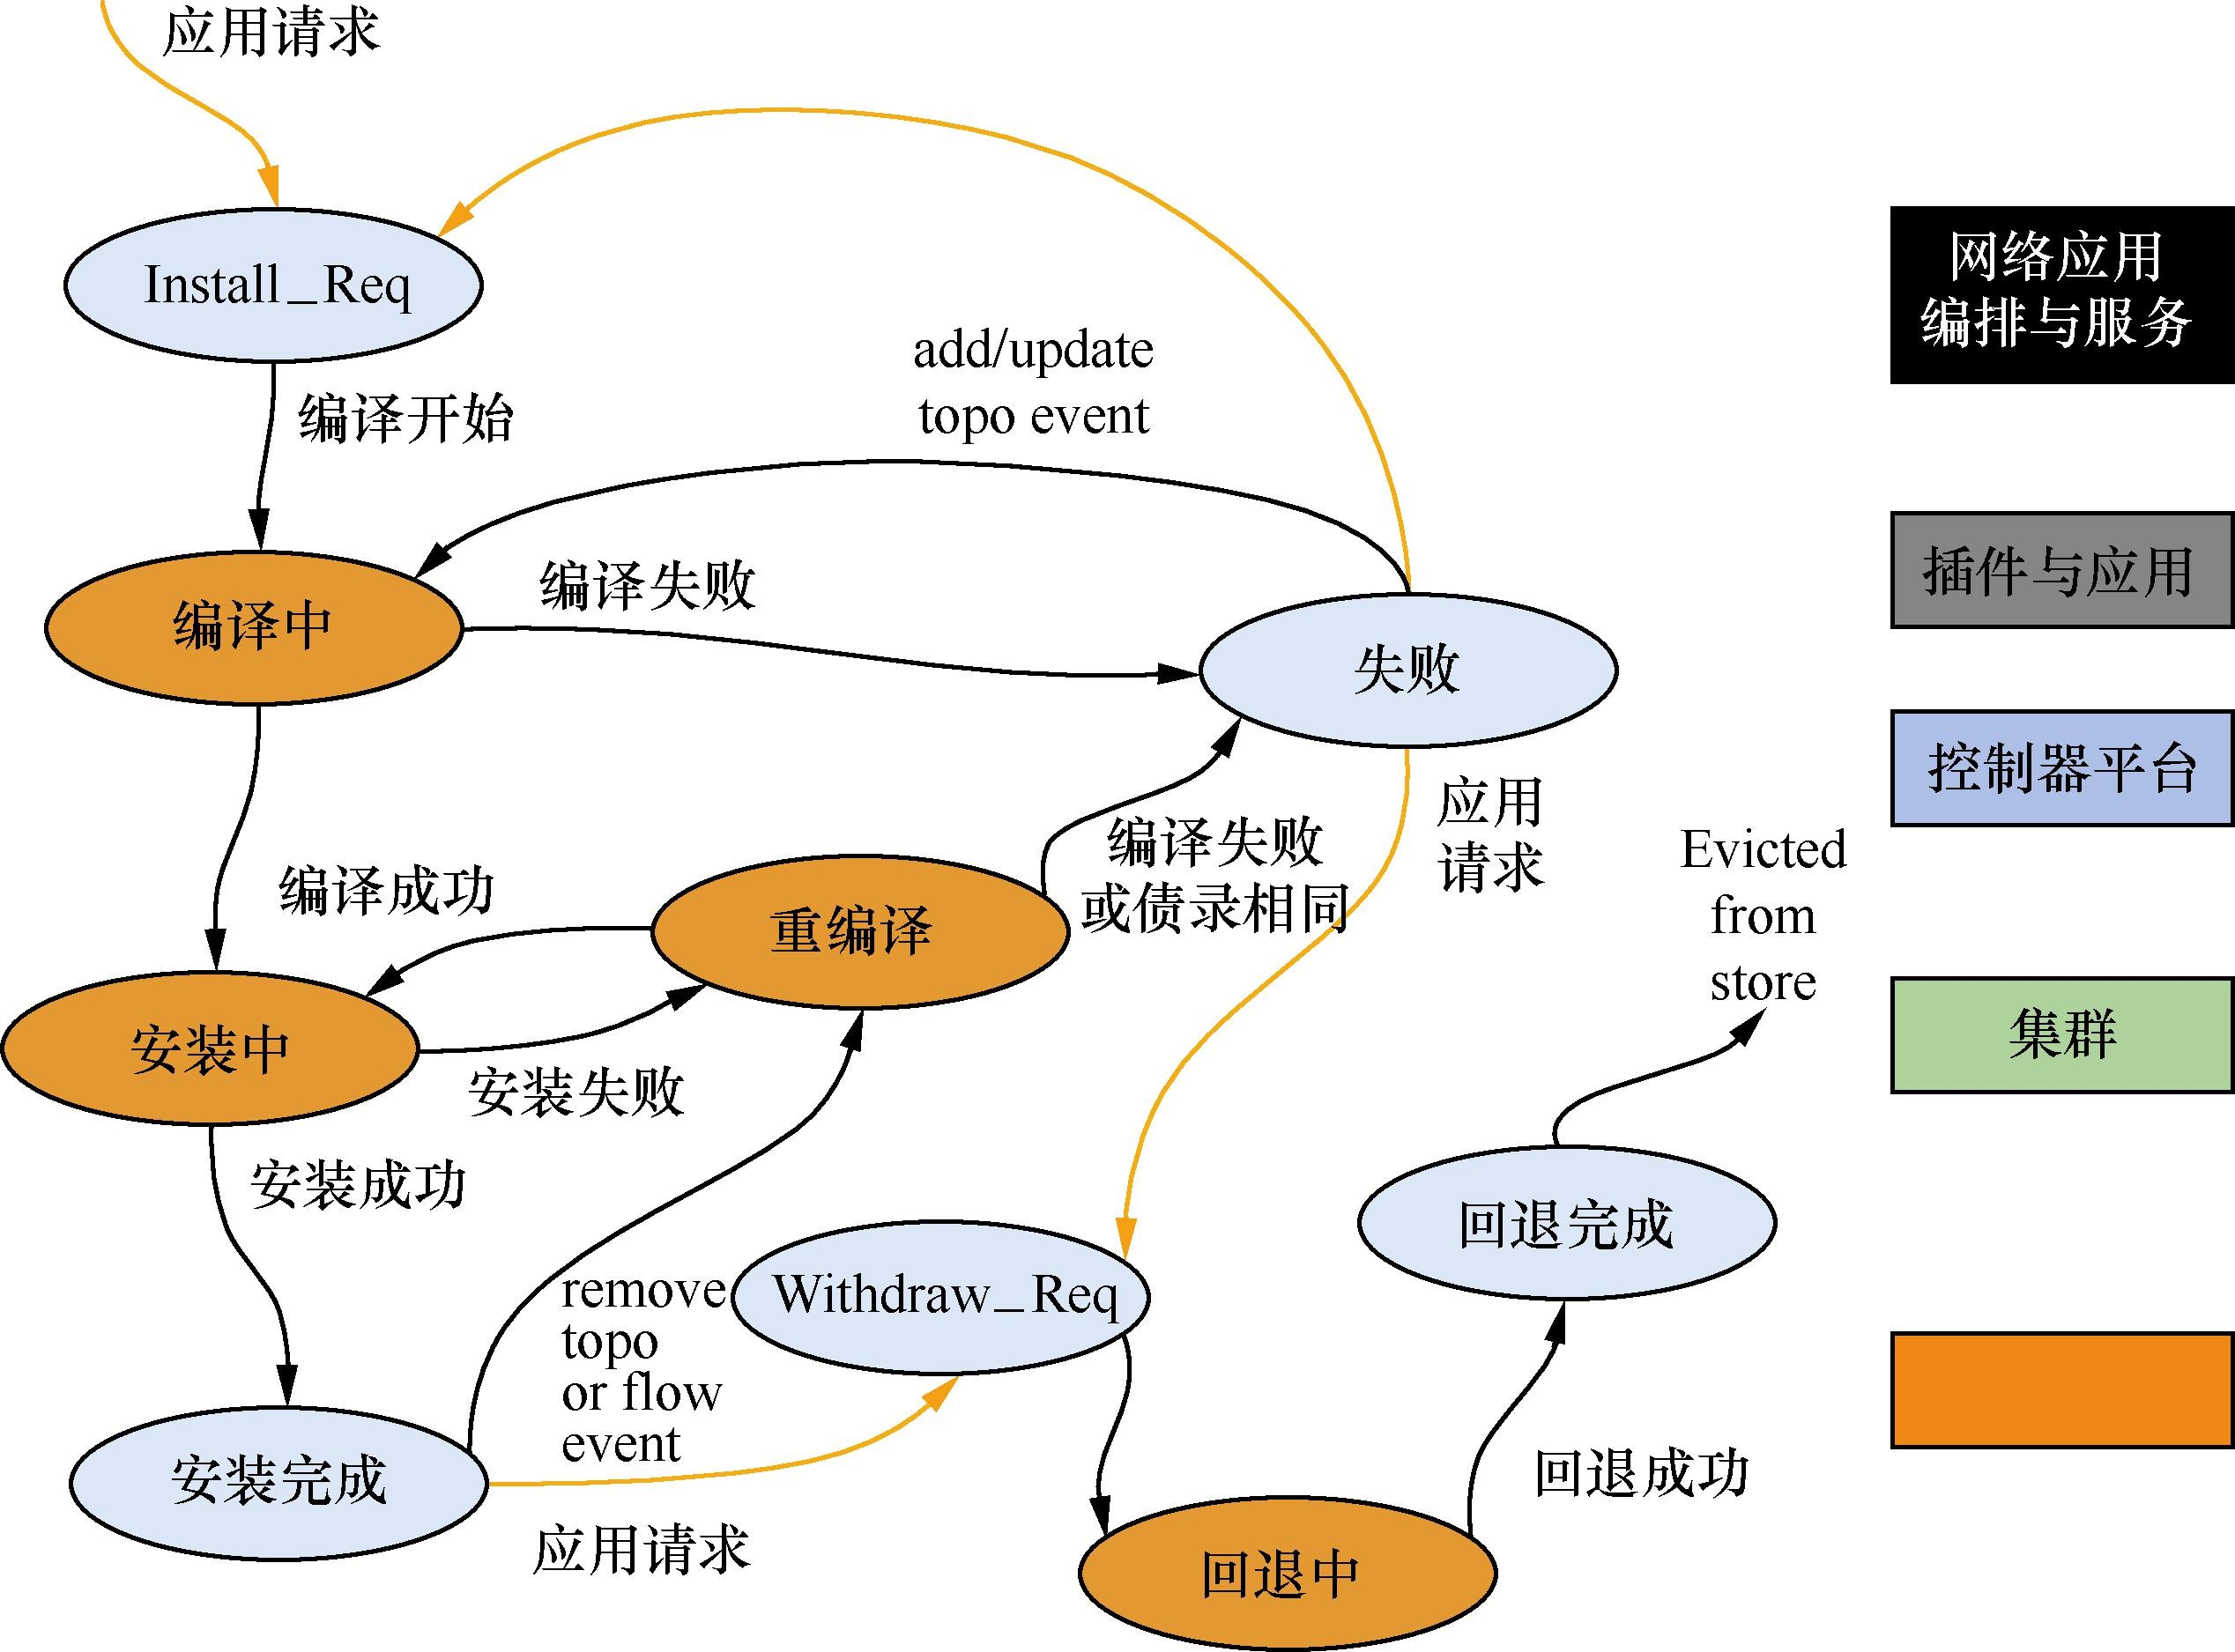 应用请求
Install_Req
网络应用
编排与服务
add/update
topo event
编译开始
插件与应用
编译失败
编译中
失败
控制器平台
应用
请求
编译失败
或债录相同
Evicted
from
store
编译成功
重编译
集群
安装中
安装失败
安装成功
回退完成
remove
topo
or flow
event
Withdraw_Req
安装完成
回退成功
应用请求
回退中